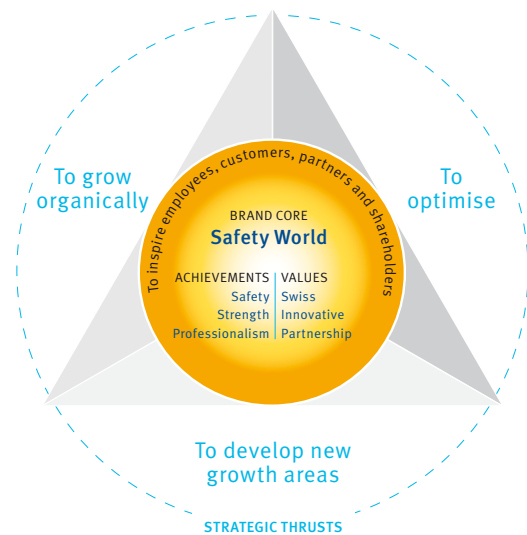 To grow
organically
To
optimise
To inspire employees, customers, partners and shareholders
BRAND CORE
Safety World
ACHIEVEMENTS VALUES
Safety Swiss
Strength Innovative
Professionalism Partnership
To develop new
growth areas
STRATEGIC THRUSTS